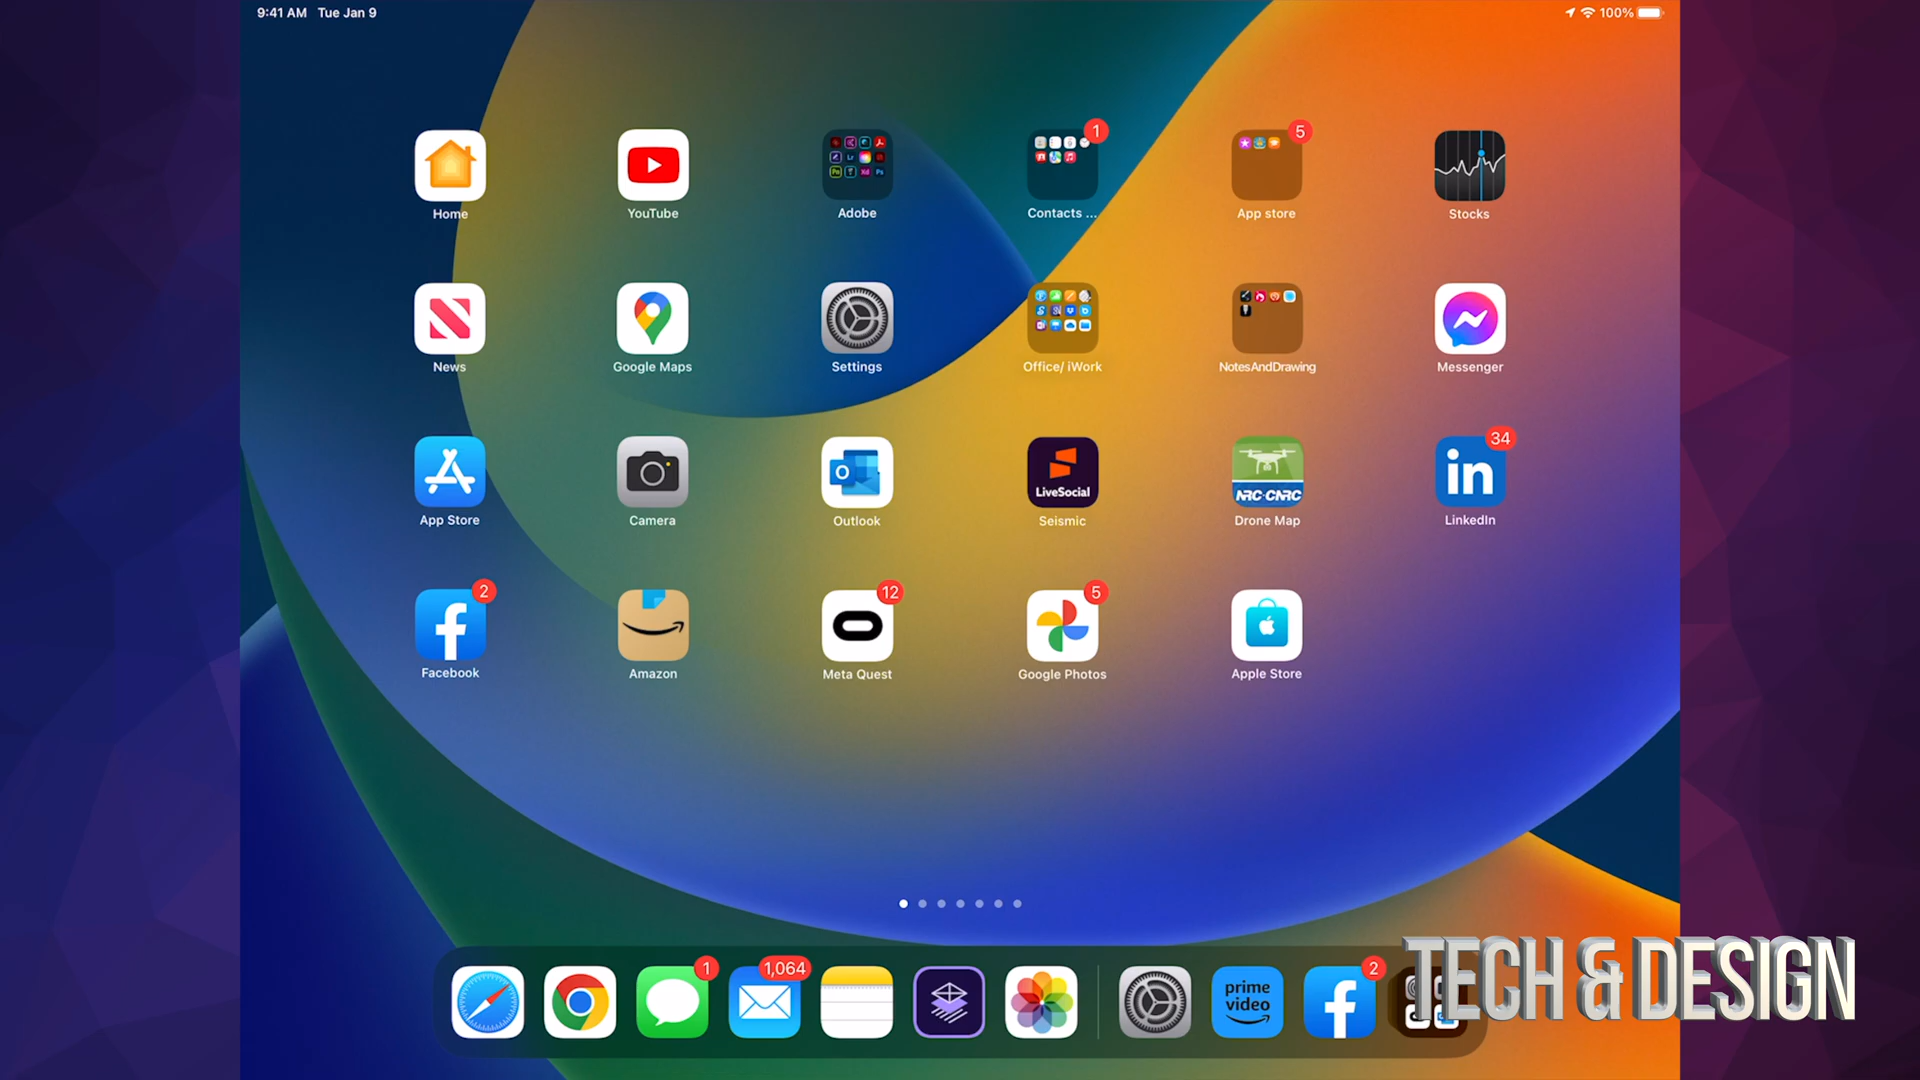 9:41 AM Tue Jan 9
100%
1
5
Home
YouTube
Adobe
Contacts ...
App store
Stocks
News
Google Maps
Settings
Office/ iWork
NotesAndDrawing
Messenger
34
LiveSocial
NRC·CNRC
in
App Store
Camera
Outlook
Seismic
Drone Map
LinkedIn
2
12
5
Facebook
Amazon
Meta Quest
Google Photos
Apple Store
1
1,064
2
prime
video
TECH & DESIGN